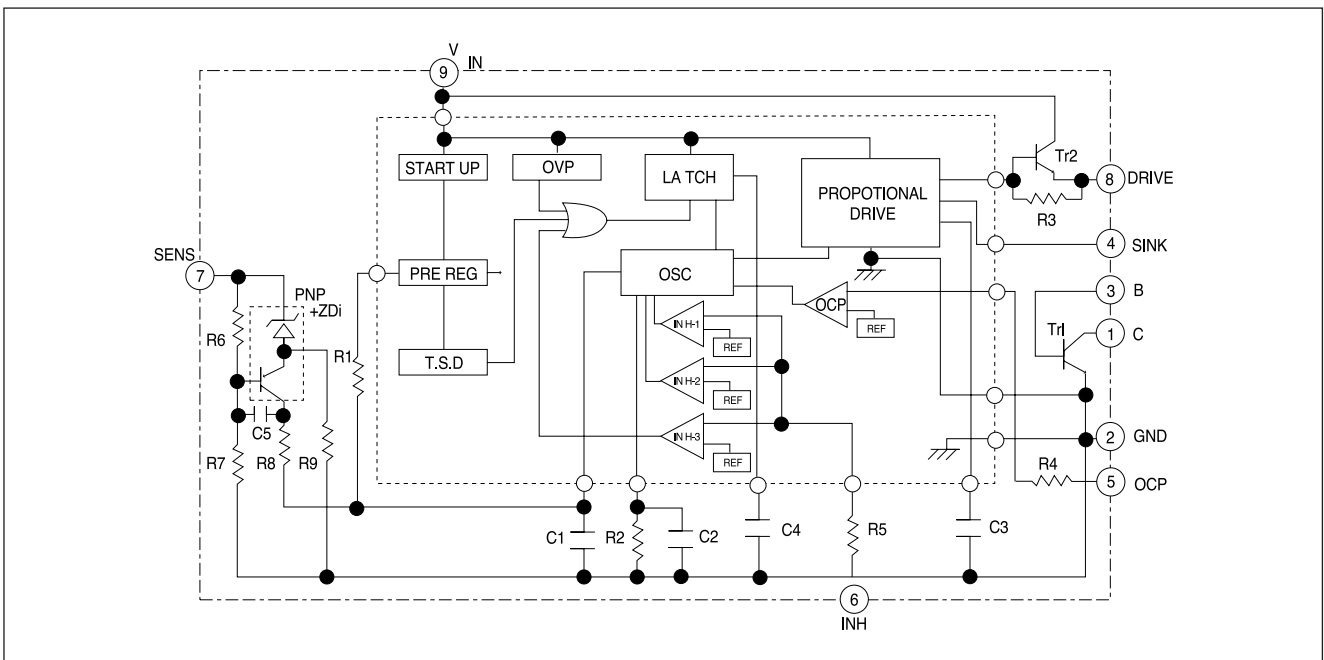 V
IN
9
START UP
OVP
LA TCH
PROPOTIONAL
DRIVE
Tr2
8
DRIVE
R3
SENS
7
PRE REG
OSC
4
SINK
PNP
+ZDi
OCP
REF
3
B
R6
R1
T.S.D
IN H-1
REF
Trl
1
C
IN H-2
REF
C5
R7
R8
R9
IN H-3
REF
2
GND
R4
5
OCP
C1
R2
C2
C4
R5
C3
6
INH